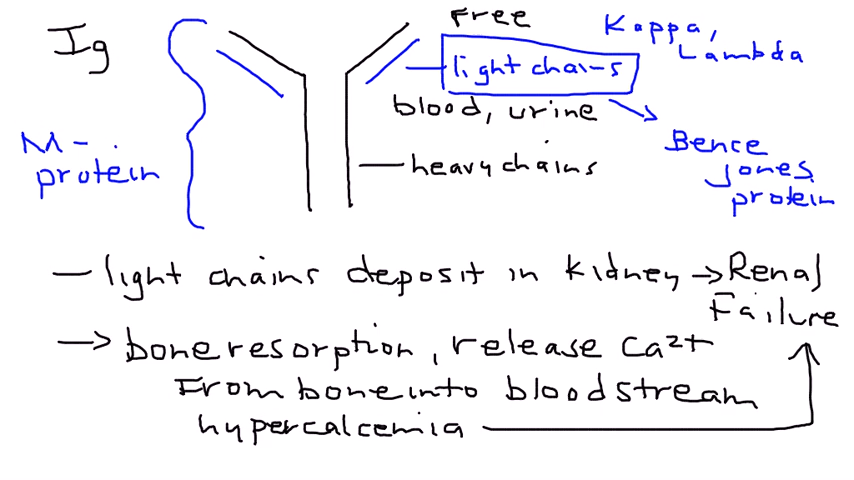 Ig
Free
light chains
blood, urine
heavy chains
Kappa,
Lambda
Bence
Jones
protein
M-
protein
— light chains deposit in kidney → Renal
Failure
→ bone resorption, release Ca2+
From bone into bloodstream
hypercalcemia